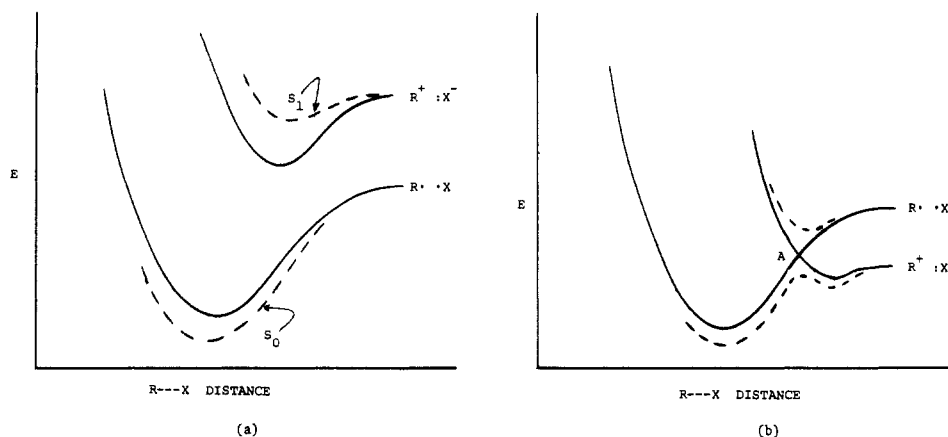 E
S1
R+ :X-
R· ·X
S0
R---X DISTANCE
(a)
E
A
R· ·X
R+ :X
R---X DISTANCE
(b)